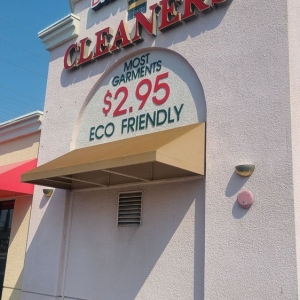 CLEANERS
MOST
GARMENTS
$2.95
ECO FRIENDLY